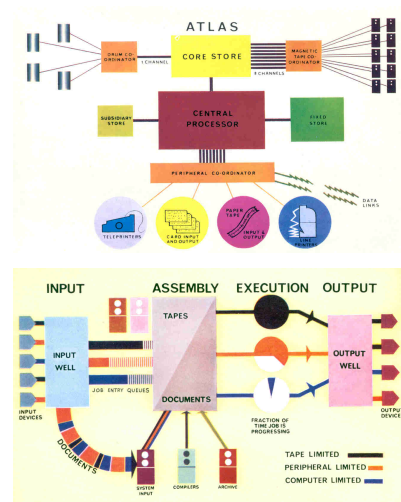 ATLAS
DRUM CO-
ORDINATOR
1 CHANNEL
CORE STORE
8 CHANNELS
MAGNETIC
TAPE CO-
ORDINATOR
SUBSIDIARY
STORE
CENTRAL
PROCESSOR
FIXED
STORE
PERIPHERAL CO-ORDINATOR
DATA
LINKS
TELEPRINTERS
CARD INPUT
AND OUTPUT
PAPER
TAPE
INPUT &
OUTPUT
LINE
PRINTERS
INPUT
ASSEMBLY
EXECUTION
OUTPUT
INPUT
WELL
TAPES
DOCUMENTS
OUTPUT
WELL
JOB ENTRY QUEUES
INPUT
DEVICES
DOCUMENTS
FRACTION OF
TIME JOB IS
PROGRESSING
OUTPUT
DEVICE
SYSTEM
INPUT
COMPILERS
ARCHIVE
TAPE LIMITED
PERIPHERAL LIMITED
COMPUTER LIMITED